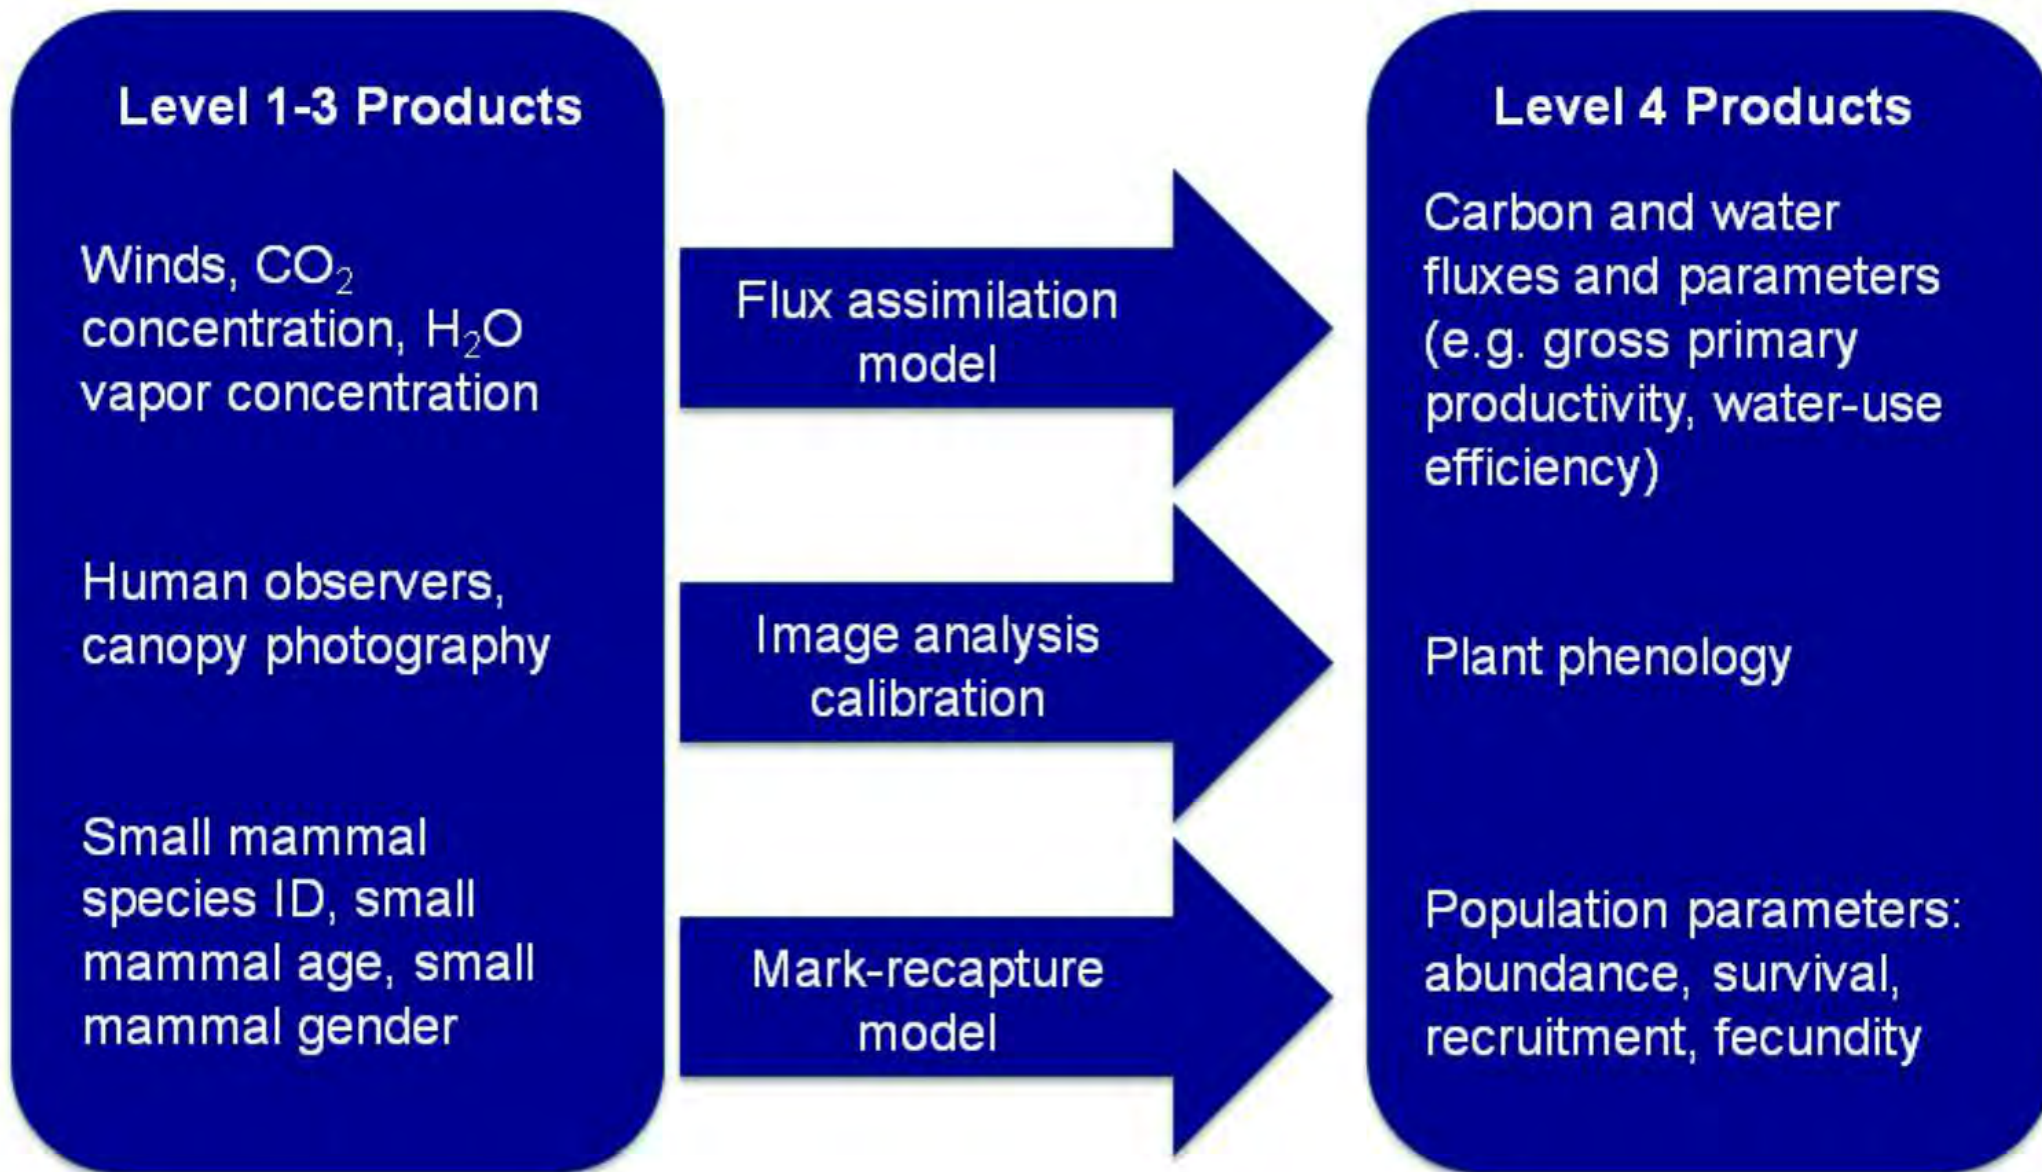 Level 1-3 Products
Winds, CO₂
concentration, H₂O
vapor concentration
Human observers,
canopy photography
Small mammal
species ID, small
mammal age, small
mammal gender
Flux assimilation
model
Image analysis
calibration
Mark-recapture
model
Level 4 Products
Carbon and water
fluxes and parameters
(e.g. gross primary
productivity, water-use
efficiency)
Plant phenology
Population parameters:
abundance, survival,
recruitment, fecundity